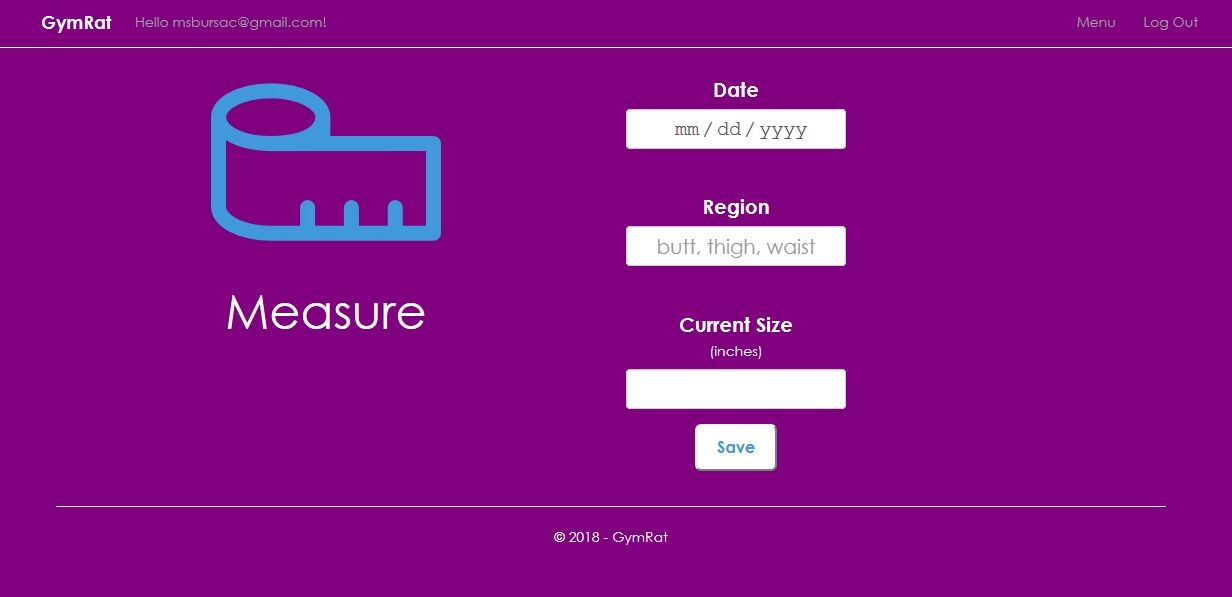 GymRat Hello msbursac@gmail.com! Menu Log Out
Measure
Date
mm / dd / yyyy
Region
butt, thigh, waist
Current Size
(inches)
Save
© 2018 - GymRat